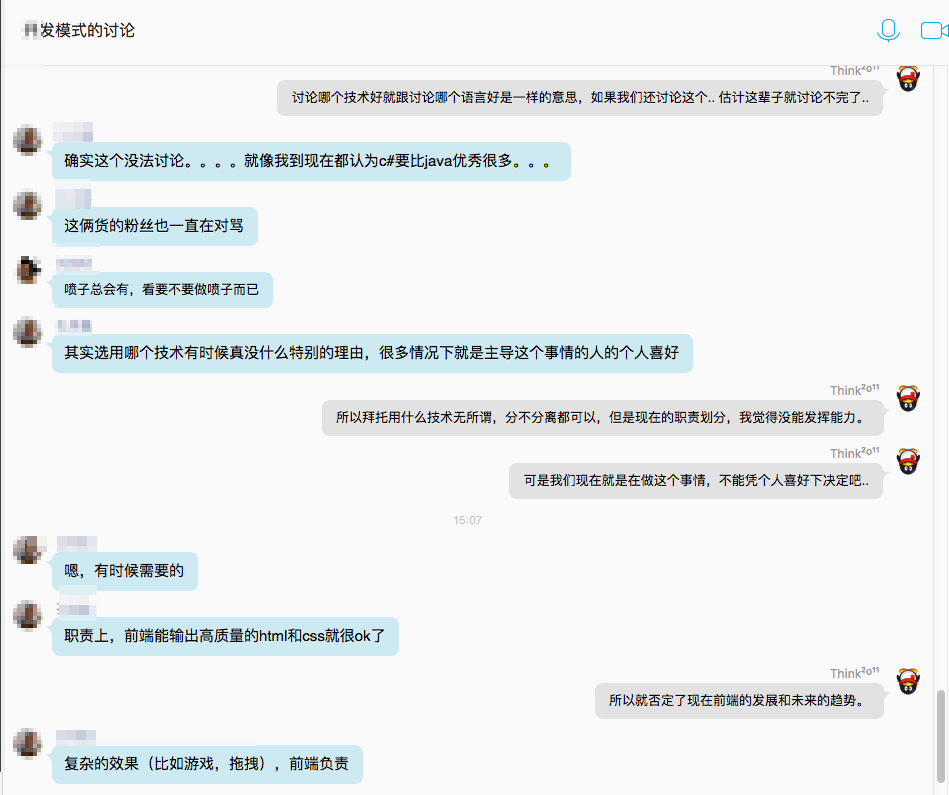 发模式的讨论
Think²⁰¹¹
讨论哪个技术好就跟讨论哪个语言好是一样的意思，如果我们还讨论这个.. 估计这辈子就讨论不完了..
确实这个没法讨论。。。。就像我到现在都认为c#要比java优秀很多。。。
这俩货的粉丝也一直在对骂
喷子总会有，看要不要做喷子而已
其实选用哪个技术有时候真没什么特别的理由，很多情况下就是主导这个事情的人的个人喜好
Think²⁰¹¹
所以拜托用什么技术无所谓，分不分离都可以，但是现在的职责划分，我觉得没能发挥能力。
Think²⁰¹¹
可是我们现在就是在做这个事情，不能凭个人喜好下决定吧..
15:07
嗯，有时候需要的
职责上，前端能输出高质量的html和css就很ok了
Think²⁰¹¹
所以就否定了现在前端的发展和未来的趋势。
复杂的效果（比如游戏，拖拽），前端负责